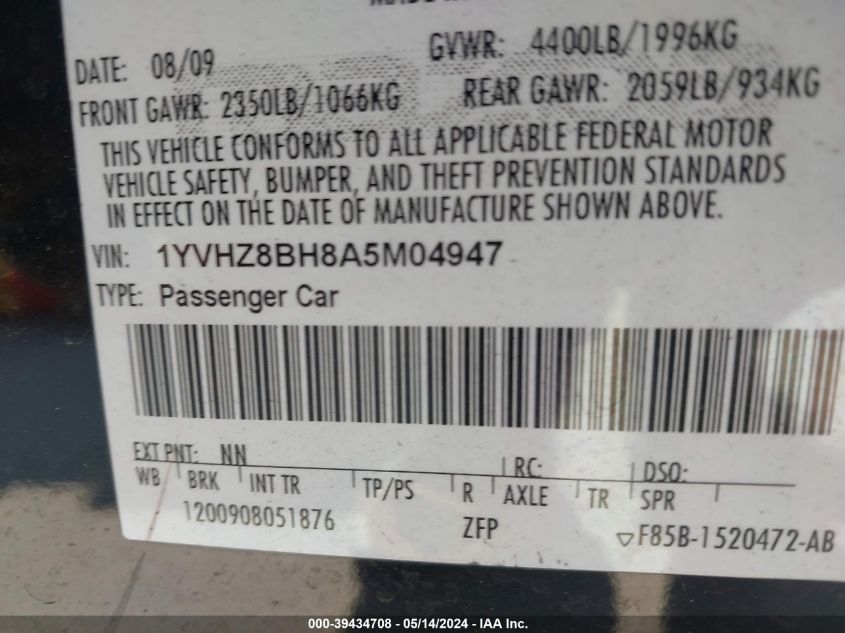 DATE: 08/09 GVWR: 4400LB/1996KG
FRONT GAWR: 2350LB/1066KG REAR GAWR: 2059LB/934KG
THIS VEHICLE CONFORMS TO ALL APPLICABLE FEDERAL MOTOR
VEHICLE SAFETY, BUMPER, AND THEFT PREVENTION STANDARDS
IN EFFECT ON THE DATE OF MANUFACTURE SHOWN ABOVE.
VIN: 1YVHZ8BH8A5M04947
TYPE: Passenger Car
EXT PNT: NN RC: DSO:
WB BRK INT TR TP/PS R AXLE TR SPR
1200908051876 ZFP ▽F85B-1520472-AB
000-39434708 - 05/14/2024 - IAA Inc.